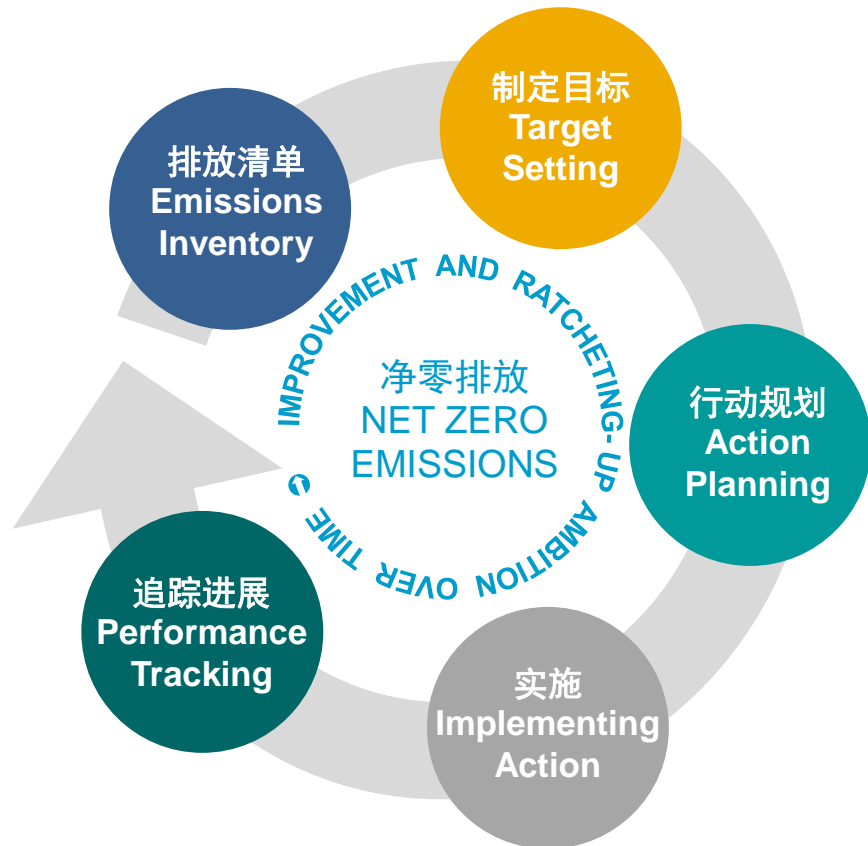 排放清单
Emissions
Inventory
制定目标
Target
Setting
行动规划
Action
Planning
实施
Implementing
Action
追踪进展
Performance
Tracking
IMPROVEMENT AND RATCHETING-UP AMBITION OVER TIME
净零排放
NET ZERO
EMISSIONS